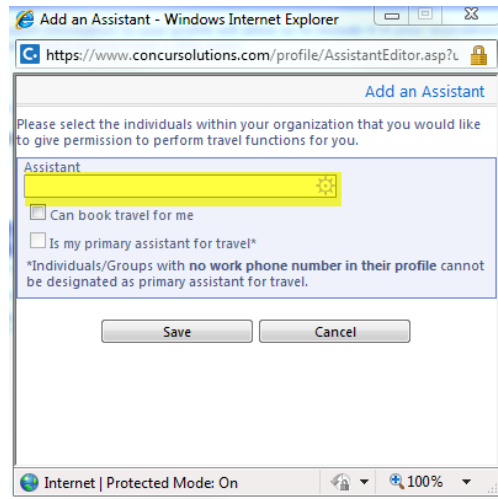 Add an Assistant - Windows Internet Explorer
https://www.concursolutions.com/profile/AssistantEditor.asp?u
Add an Assistant
Please select the individuals within your organization that you would like
to give permission to perform travel functions for you.
Assistant
Can book travel for me
Is my primary assistant for travel*
*Individuals/Groups with no work phone number in their profile cannot
be designated as primary assistant for travel.
Save Cancel
Internet | Protected Mode: On 100%